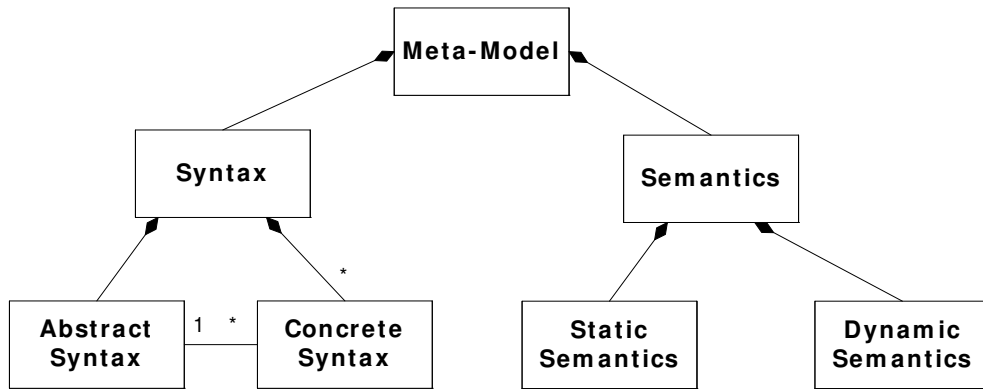 Meta-Model
Syntax
Semantics
*
Abstract
Syntax
1 *
Concrete
Syntax
Static
Semantics
Dynamic
Semantics